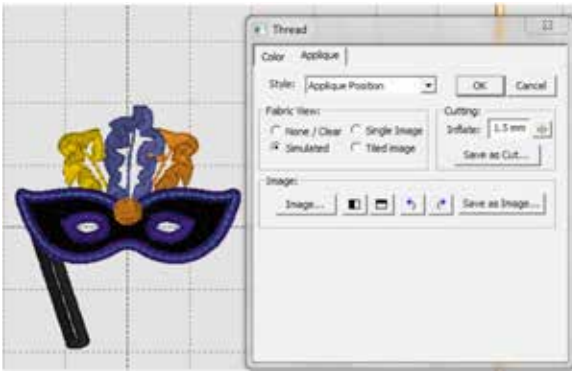 Thread
Color Applique
Style: Applique Position OK Cancel
Fabric View: Cutting:
None / Clear Single Image Inflate: 1.5 mm
Simulated Tiled image Save as Cut...
Image:
Image... Save as Image...